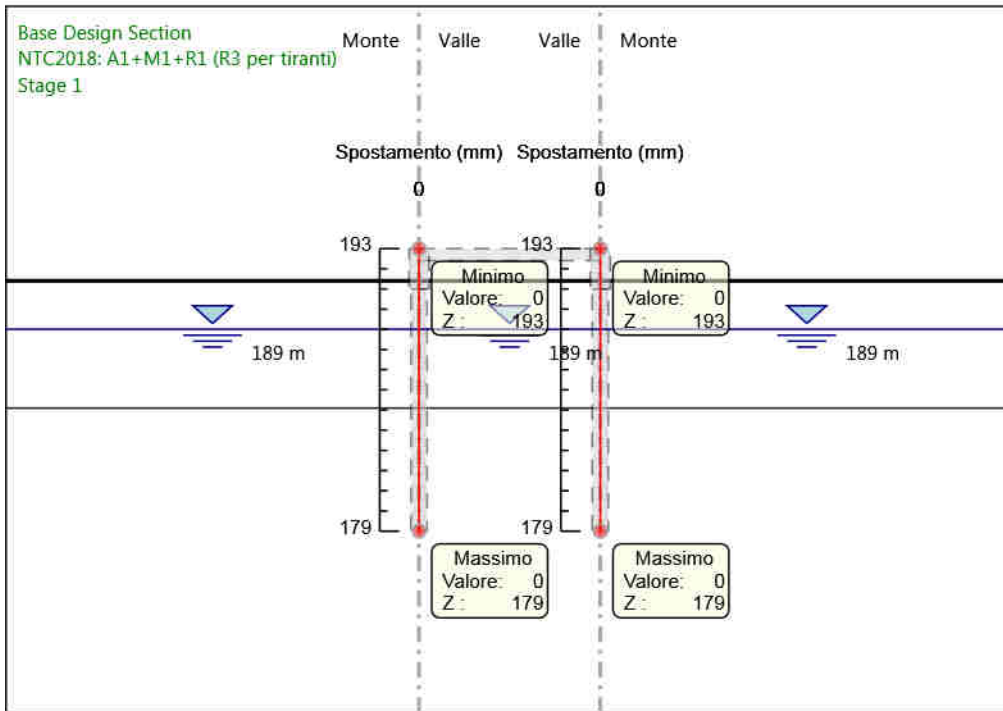 Base Design Section
NTC2018: A1+M1+R1 (R3 per tiranti)
Stage 1
Monte Valle Valle Monte
Spostamento (mm) Spostamento (mm)
0 0
193 193
Minimo Minimo
Valore: 0 Valore: 0
Z : 193 Z : 193
189 m 189 m 189 m
179 179
Massimo Massimo
Valore: 0 Valore: 0
Z : 179 Z : 179